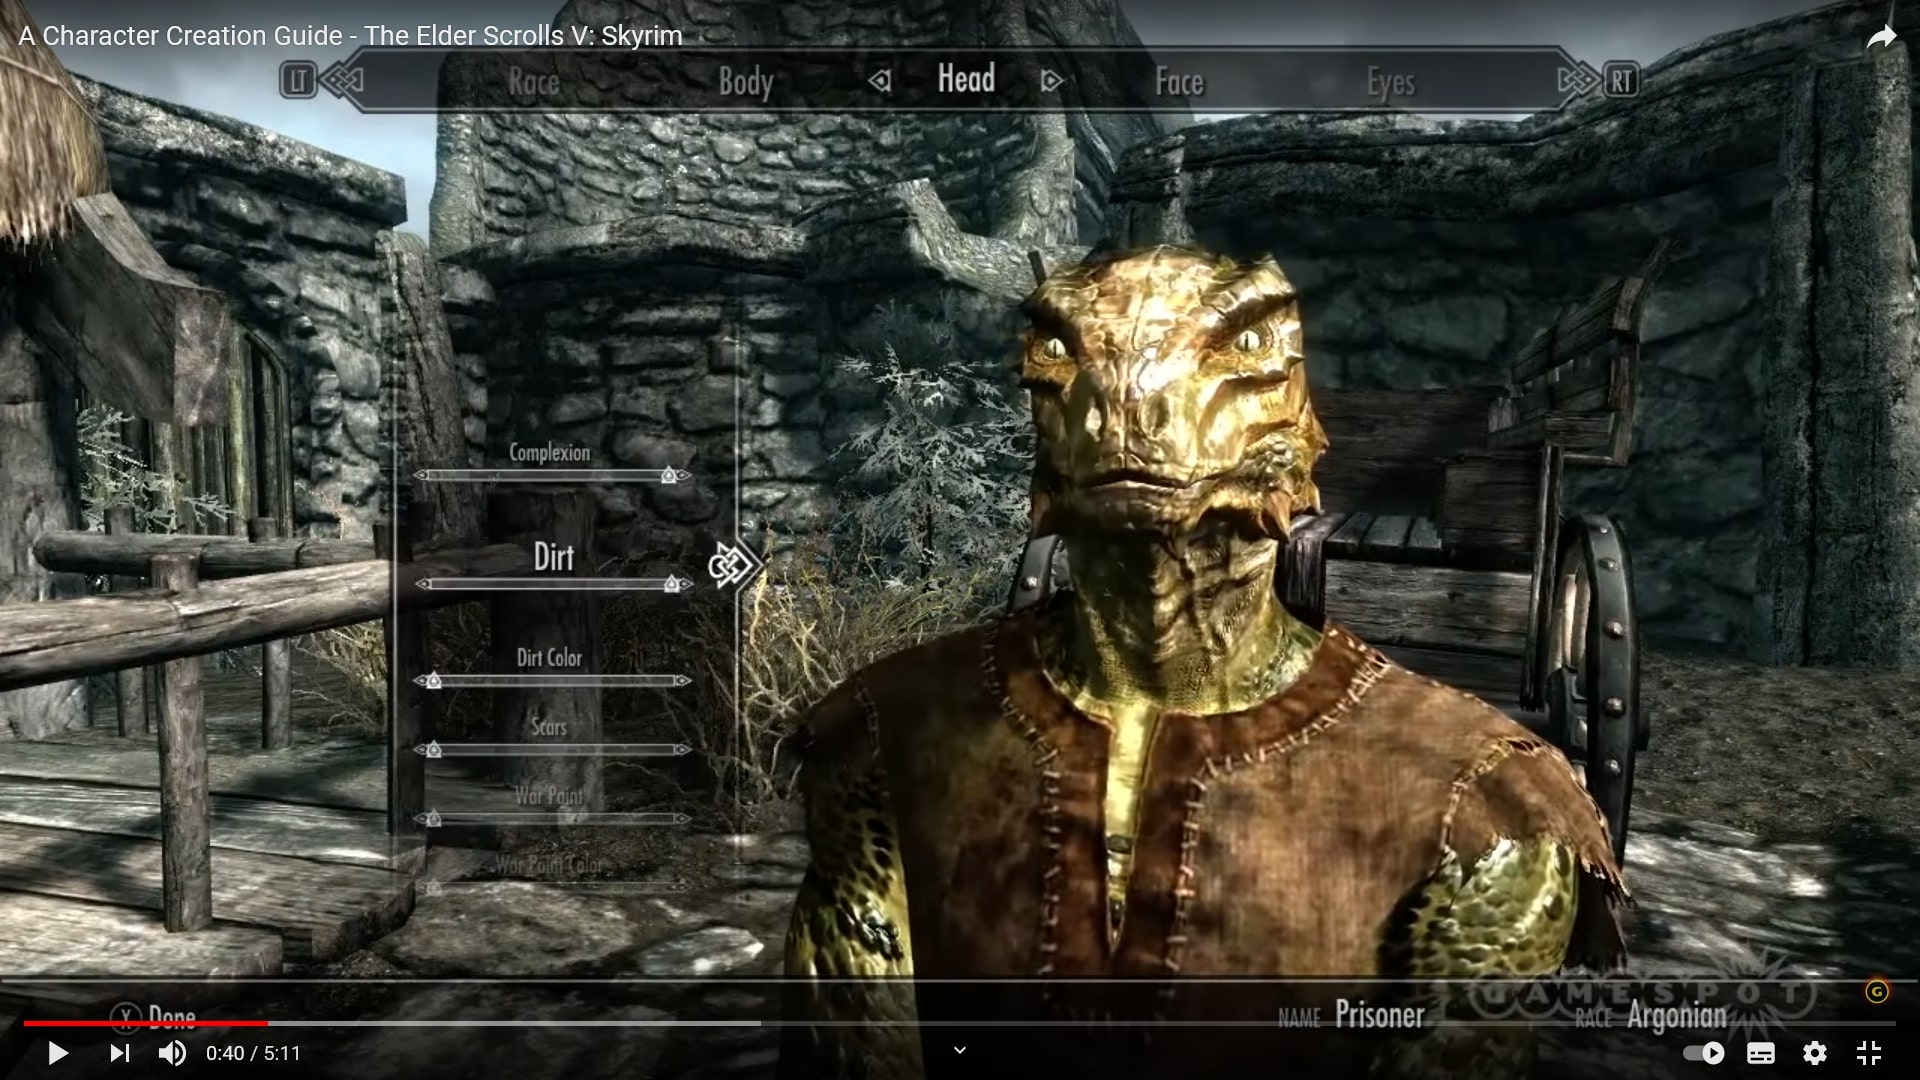 A Character Creation Guide - The Elder Scrolls V: Skyrim
LT Race Body Head Face Eyes RT
Complexion
Dirt
Dirt Color
Scars
War Paint
War Paint Color
GAMESPOT
G
X Done NAME Prisoner RACE Argonian
0:40 / 5:11